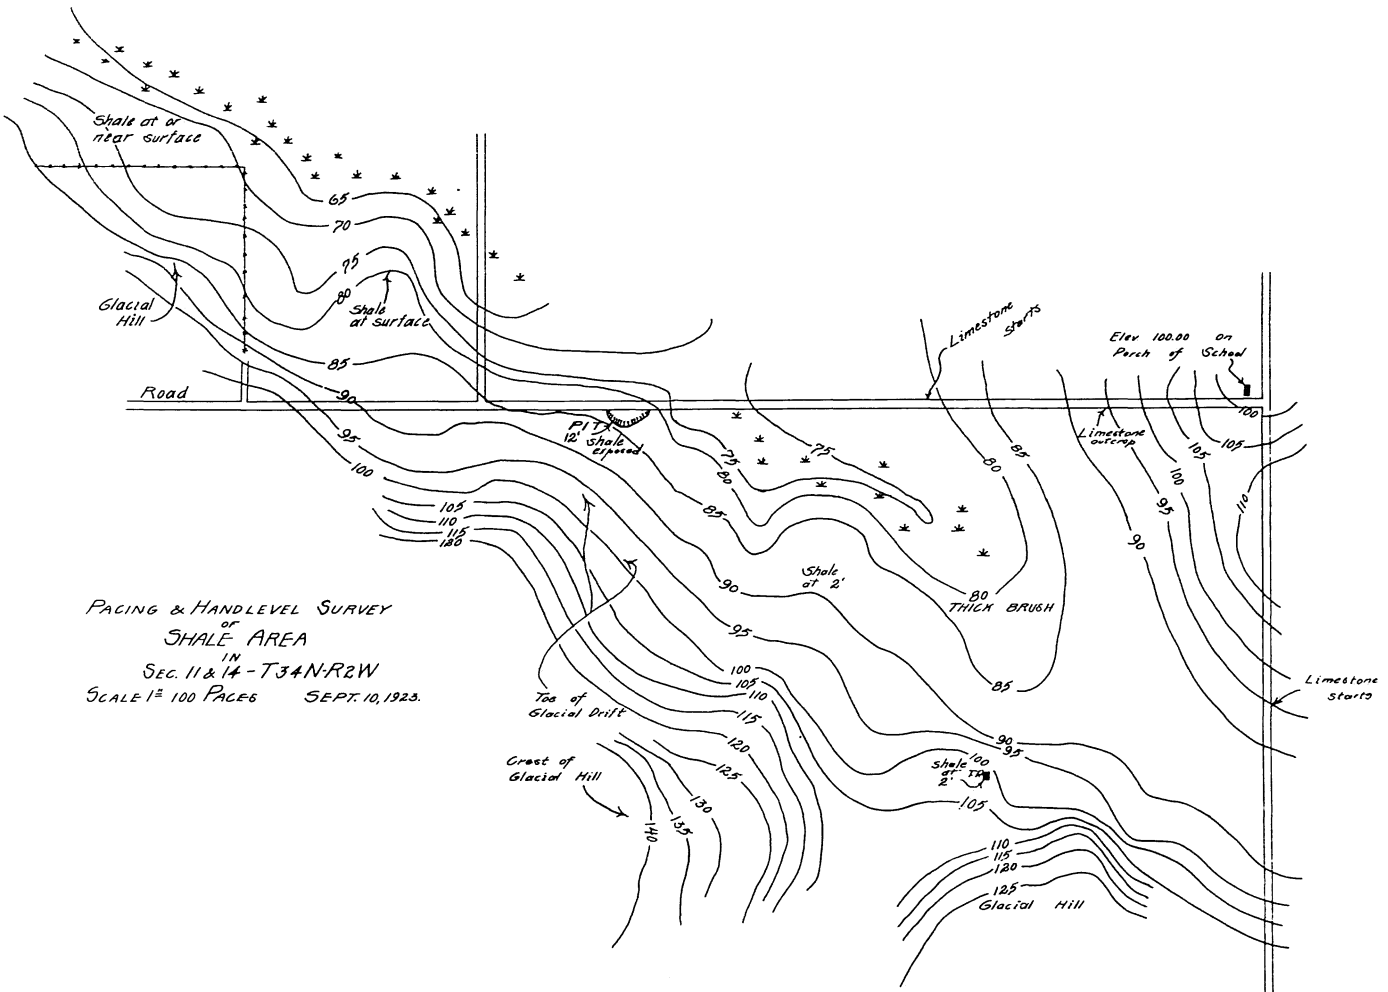 Shale at or
near surface
65
70
75
80
Shale
at surface
Glacial
Hill
85
Road
90
95
100
105
110
115
120
PIT
12' Shale
exposed
75
80
85
90
95
100
105
110
115
120
125
130
135
140
Shale
at 2'
75
80
85
80
THICK BRUSH
85
Limestone
starts
Elev 100.00 on
Porch of School
100
105
105
110
Limestone
outcrop
100
95
90
Limestone
starts
PACING & HANDLEVEL SURVEY
OF
SHALE AREA
IN
SEC. 11 & 14 - T34N-R2W
SCALE 1"= 100 PACES SEPT. 10, 1923.
Toe of
Glacial Drift
Crest of
Glacial Hill
90
95
100
Shale
at
2'
105
110
115
120
125
Glacial Hill